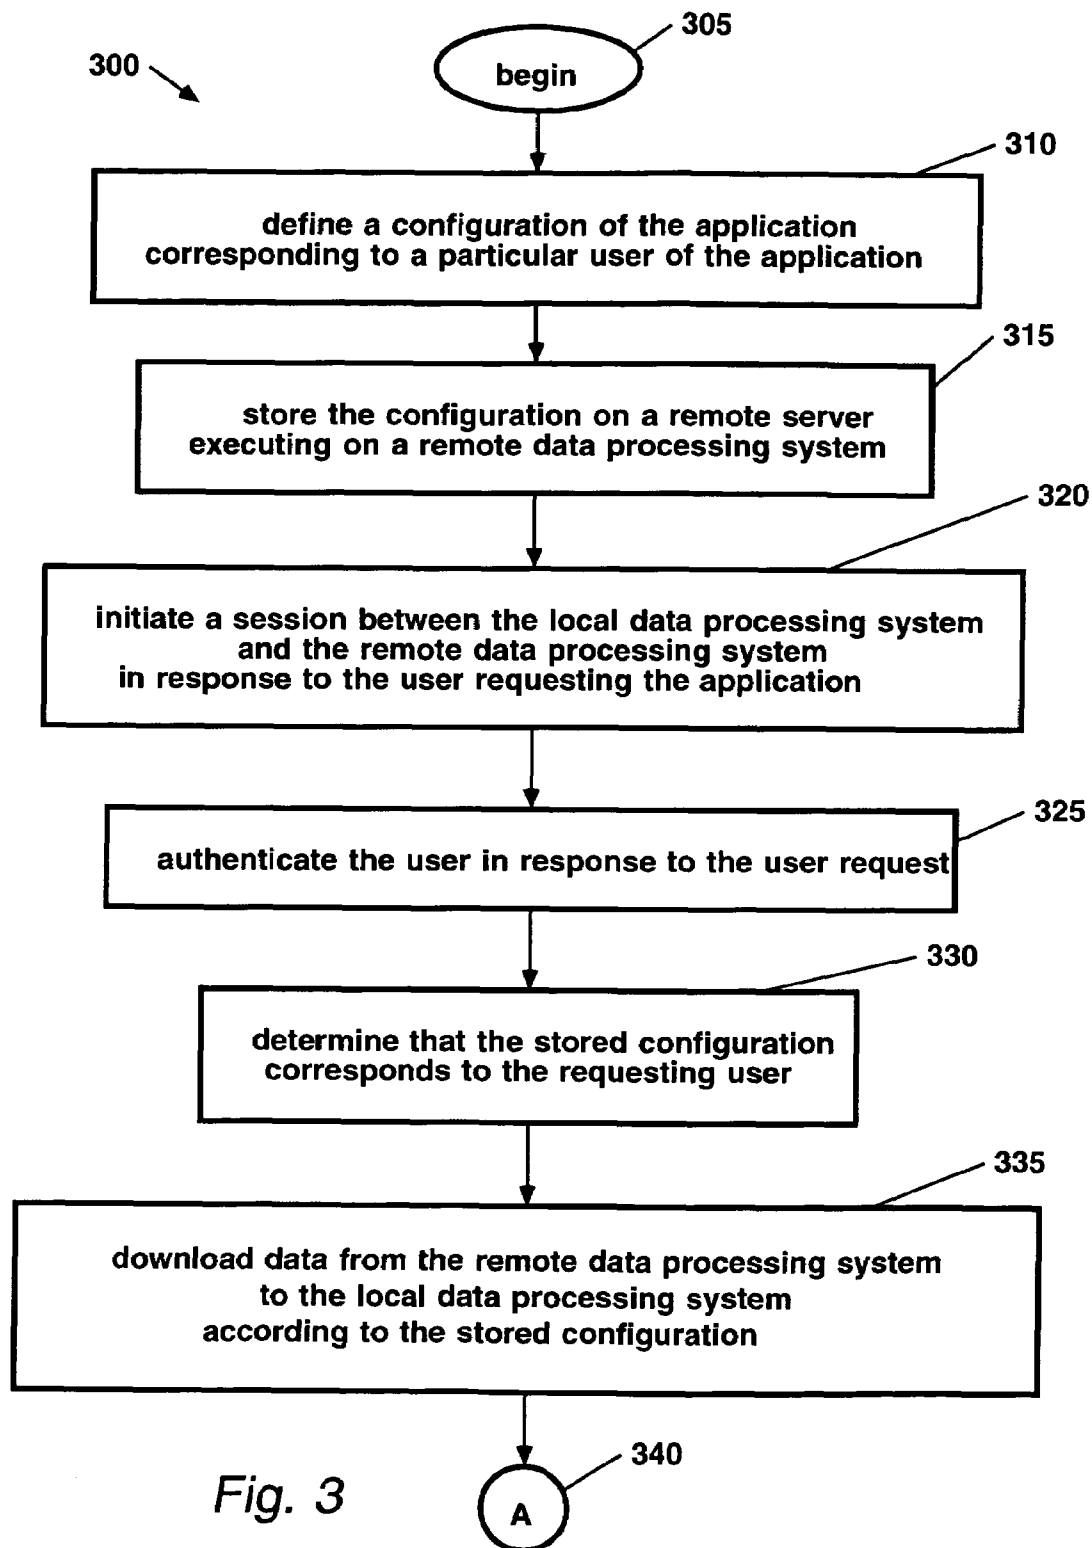 305
300
begin
310
define a configuration of the application
corresponding to a particular user of the application
315
store the configuration on a remote server
executing on a remote data processing system
320
initiate a session between the local data processing system
and the remote data processing system
in response to the user requesting the application
325
authenticate the user in response to the user request
330
determine that the stored configuration
corresponds to the requesting user
335
download data from the remote data processing system
to the local data processing system
according to the stored configuration
340
Fig. 3
A